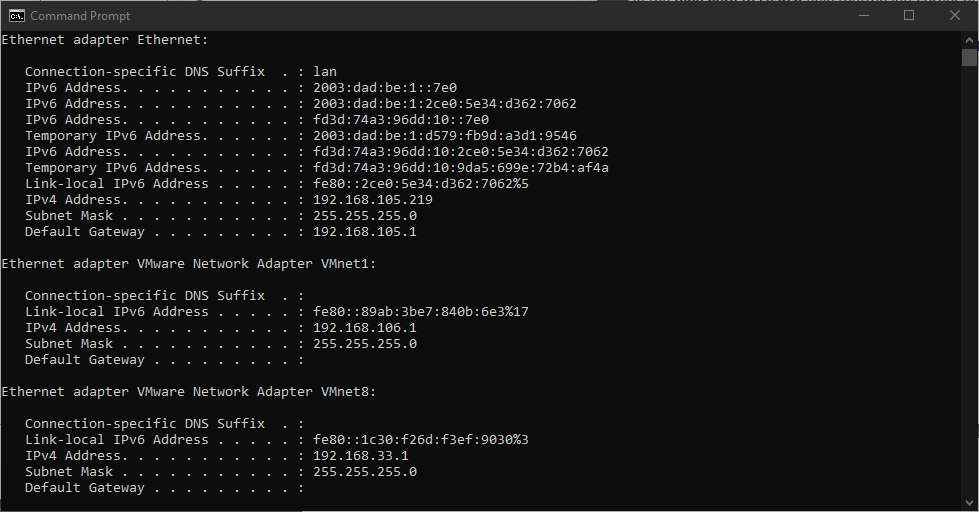 Command Prompt
Ethernet adapter Ethernet:
Connection-specific DNS Suffix  . : lan
IPv6 Address. . . . . . . . . . . : 2003:dad:be:1::7e0
IPv6 Address. . . . . . . . . . . : 2003:dad:be:1:2ce0:5e34:d362:7062
IPv6 Address. . . . . . . . . . . : fd3d:74a3:96dd:10::7e0
Temporary IPv6 Address. . . . . . : 2003:dad:be:1:d579:fb9d:a3d1:9546
IPv6 Address. . . . . . . . . . . : fd3d:74a3:96dd:10:2ce0:5e34:d362:7062
Temporary IPv6 Address. . . . . . : fd3d:74a3:96dd:10:9da5:699e:72b4:af4a
Link-local IPv6 Address . . . . . : fe80::2ce0:5e34:d362:7062%5
IPv4 Address. . . . . . . . . . . : 192.168.105.219
Subnet Mask . . . . . . . . . . . : 255.255.255.0
Default Gateway . . . . . . . . . : 192.168.105.1
Ethernet adapter VMware Network Adapter VMnet1:
Connection-specific DNS Suffix  . :
Link-local IPv6 Address . . . . . : fe80::89ab:3be7:840b:6e3%17
IPv4 Address. . . . . . . . . . . : 192.168.106.1
Subnet Mask . . . . . . . . . . . : 255.255.255.0
Default Gateway . . . . . . . . . :
Ethernet adapter VMware Network Adapter VMnet8:
Connection-specific DNS Suffix  . :
Link-local IPv6 Address . . . . . : fe80::1c30:f26d:f3ef:9030%3
IPv4 Address. . . . . . . . . . . : 192.168.33.1
Subnet Mask . . . . . . . . . . . : 255.255.255.0
Default Gateway . . . . . . . . . :